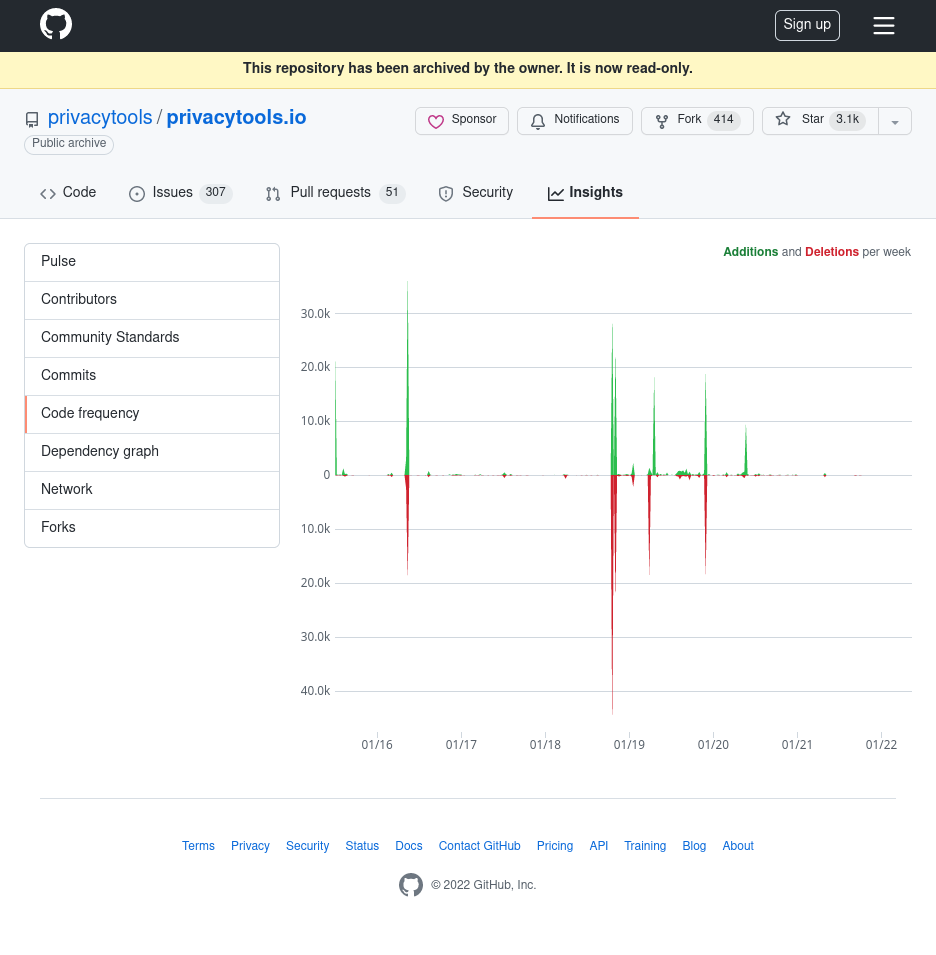 Sign up
This repository has been archived by the owner. It is now read-only.
privacytools / privacytools.io
Public archive
Sponsor
Notifications
Fork 414
Star 3.1k
Code
Issues 307
Pull requests 51
Security
Insights
Pulse
Contributors
Community Standards
Commits
Code frequency
Dependency graph
Network
Forks
Additions and Deletions per week
30.0k
20.0k
10.0k
0
10.0k
20.0k
30.0k
40.0k
01/16 01/17 01/18 01/19 01/20 01/21 01/22
Terms Privacy Security Status Docs Contact GitHub Pricing API Training Blog About
© 2022 GitHub, Inc.